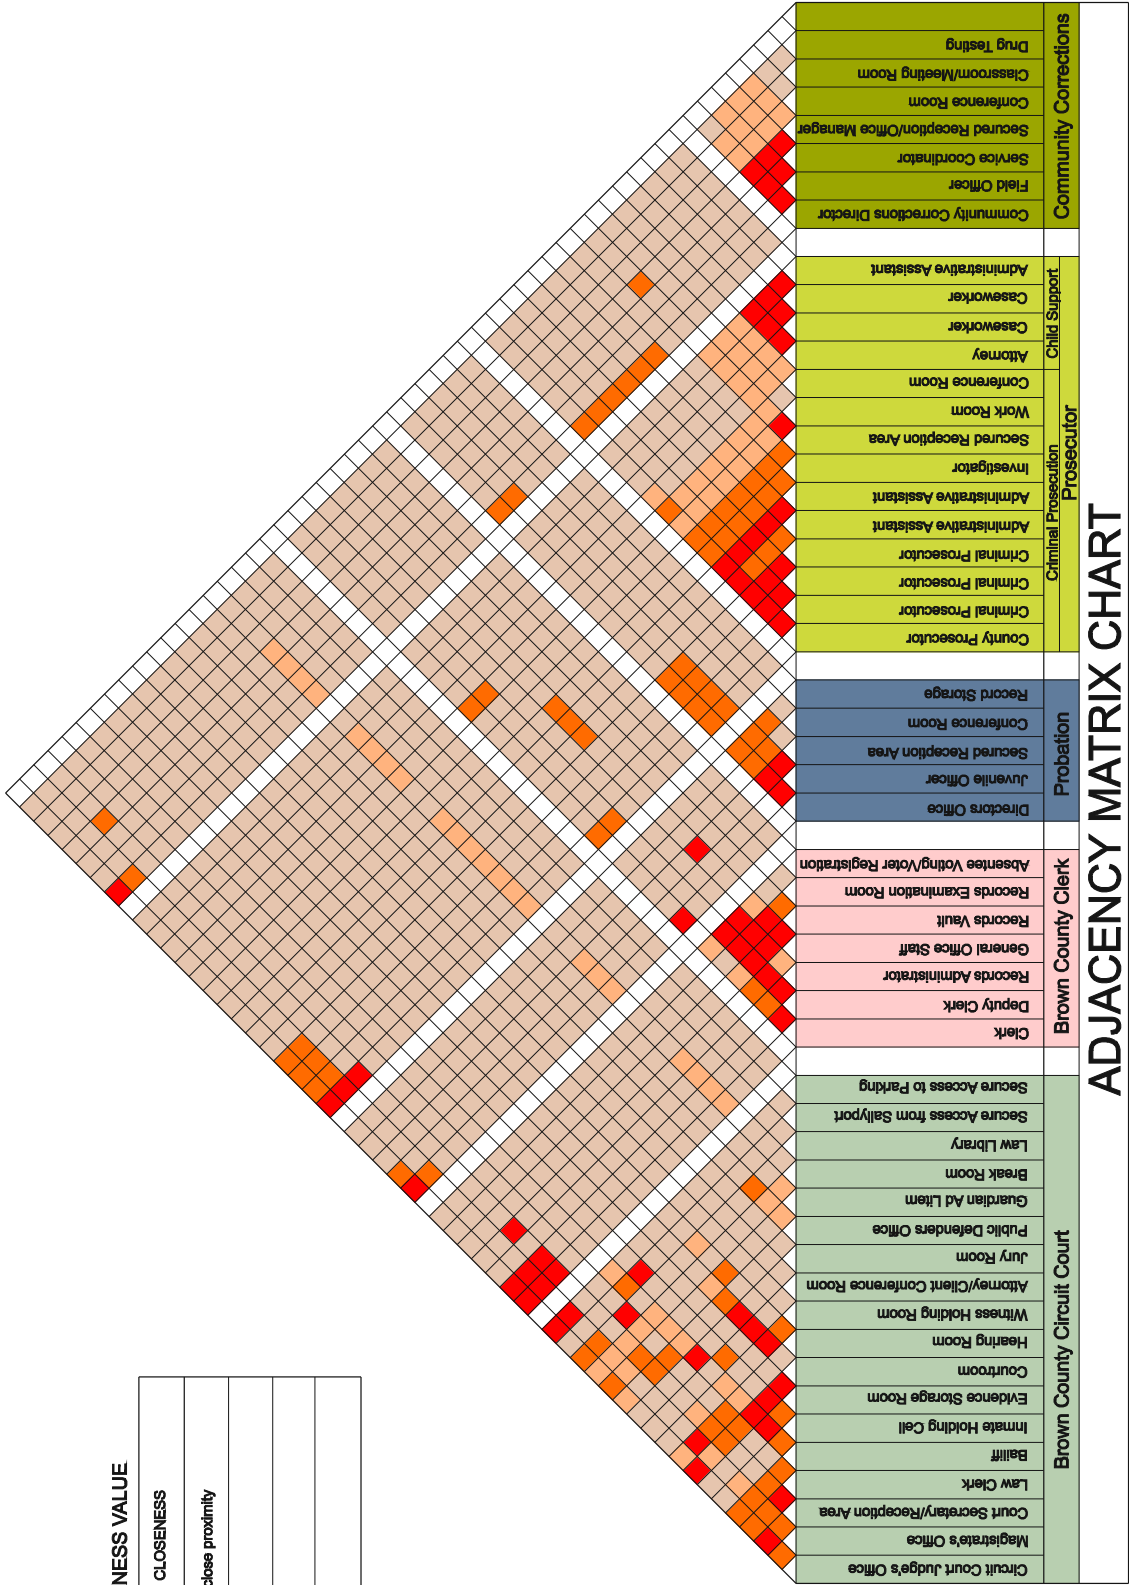 Drug Testing
Classroom/Meeting Room
Conference Room
Secured Reception/Office Manager
Service Coordinator
Field Officer
Community Corrections Director
Community Corrections
Administrative Assistant
Caseworker
Caseworker
Attorney
Child Support
Conference Room
Work Room
Secured Reception Area
Investigator
Administrative Assistant
Administrative Assistant
Criminal Prosecutor
Criminal Prosecutor
Criminal Prosecutor
County Prosecutor
Criminal Prosecution
Prosecutor
Record Storage
Conference Room
Secured Reception Area
Juvenile Officer
Directors Office
Probation
Absentee Voting/Voter Registration
Records Examination Room
Records Vault
General Office Staff
Records Administrator
Deputy Clerk
Clerk
Brown County Clerk
Secure Access to Parking
Secure Access from Sallyport
Law Library
Break Room
Guardian Ad Litem
Public Defenders Office
Jury Room
Attorney/Client Conference Room
Witness Holding Room
Hearing Room
Courtroom
Evidence Storage Room
Inmate Holding Cell
Bailiff
Law Clerk
Court Secretary/Reception Area
Magistrate's Office
Circuit Court Judge's Office
Brown County Circuit Court
ADJACENCY MATRIX CHART
NESS VALUE
CLOSENESS
close proximity